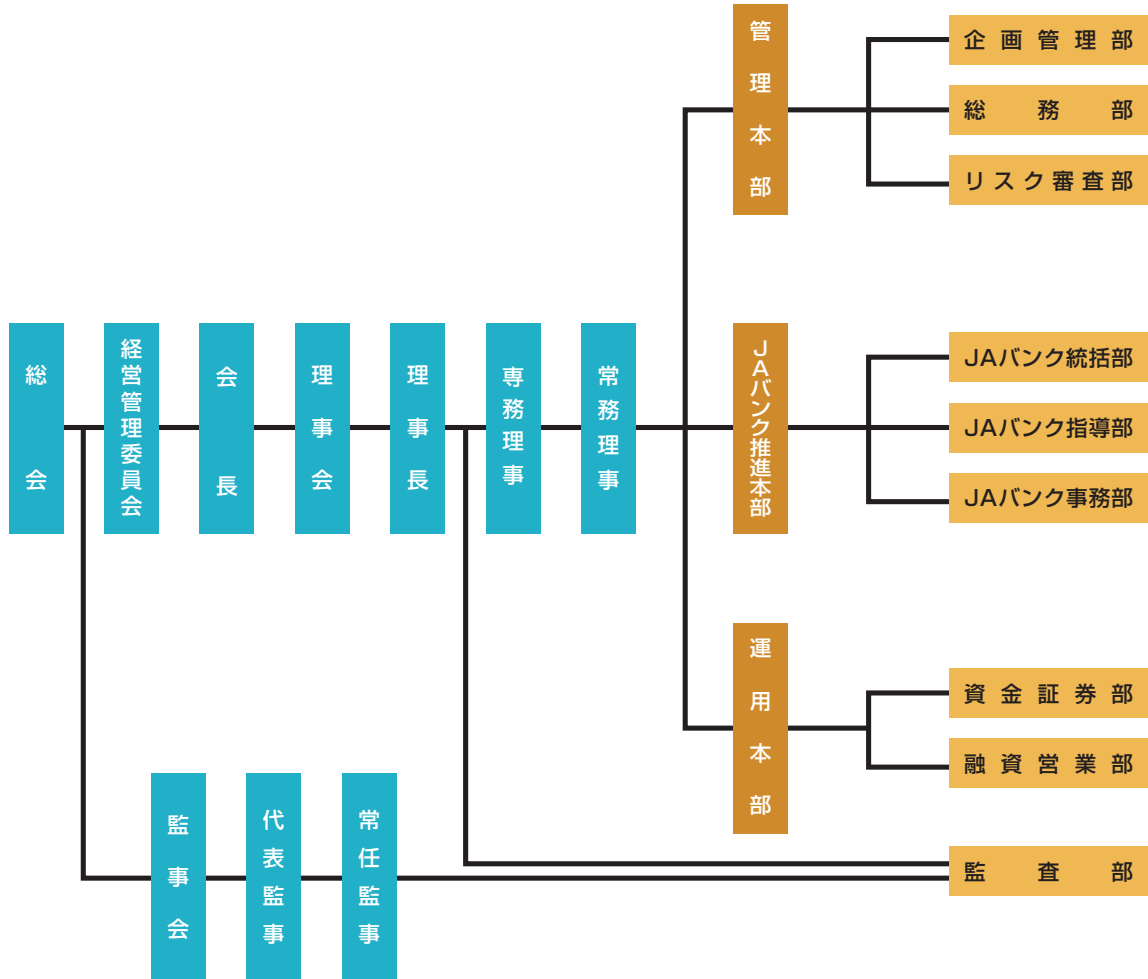 総会
経営管理委員会
会長
理事会
理事長
専務理事
常務理事
管理本部
企画管理部
総務部
リスク審査部
JAバンク推進本部
JAバンク統括部
JAバンク指導部
JAバンク事務部
運用本部
資金証券部
融資営業部
監事会
代表監事
常任監事
監査部